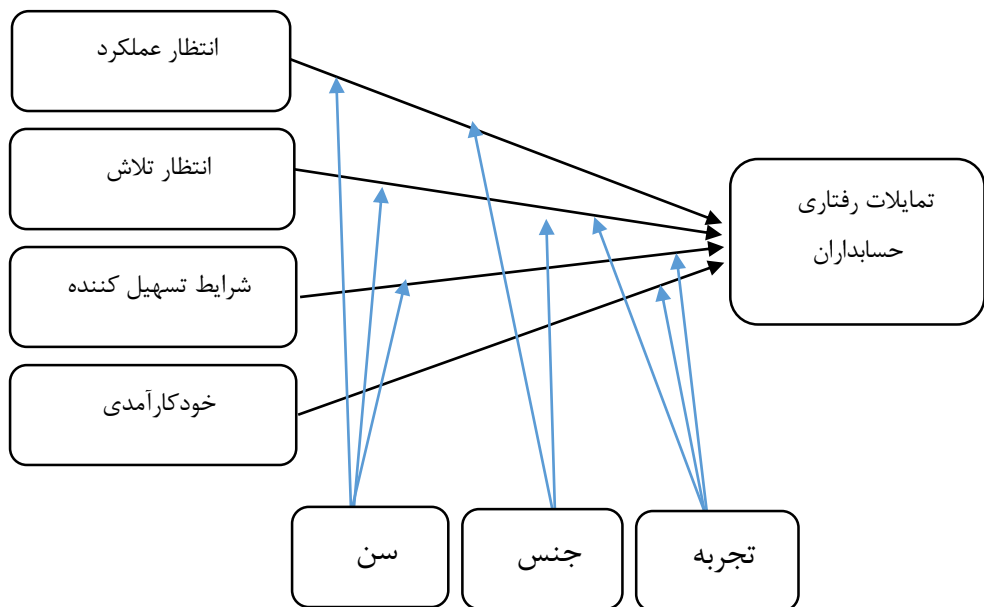 انتظار عملکرد
انتظار تلاش
شرایط تسهیل کننده
خودکارآمدی
تمایلات رفتاری
حسابداران
سن
جنس
تجربه